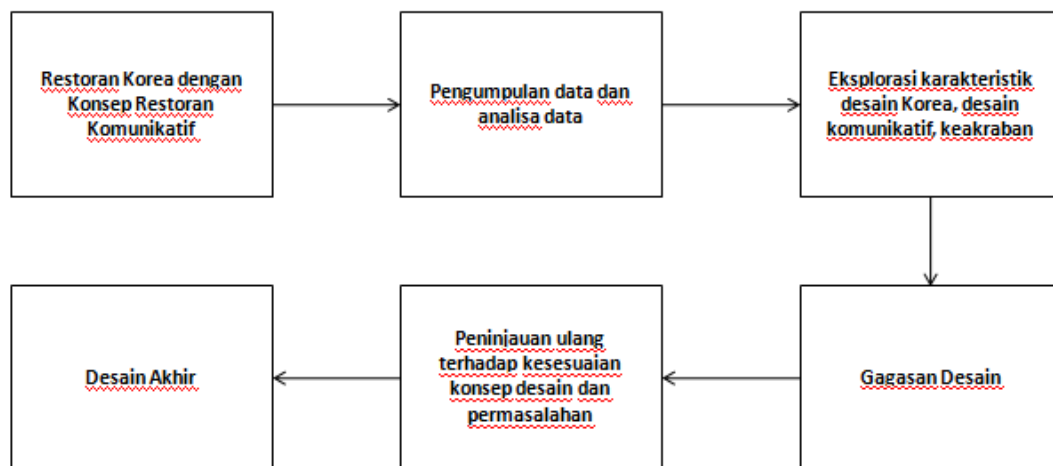 Restoran Korea dengan
Konsep Restoran
Komunikatif
Pengumpulan data dan
analisa data
Eksplorasi karakteristik
desain Korea, desain
komunikatif, keakraban
Gagasan Desain
Peninjauan ulang
terhadap kesesuaian
konsep desain dan
permasalahan
Desain Akhir